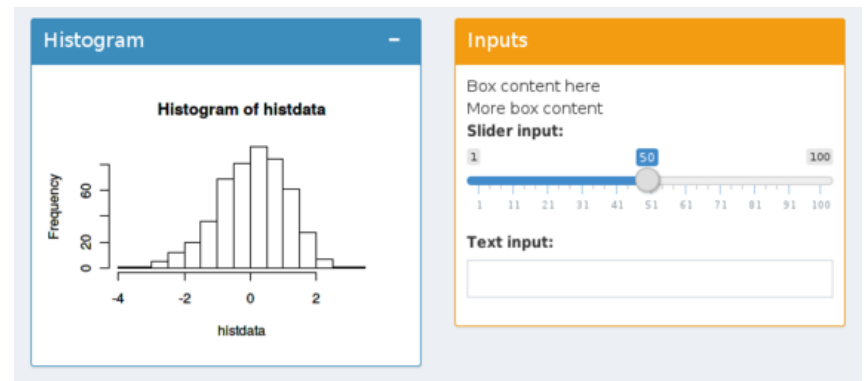 Histogram –
Histogram of histdata
Frequency
60
20
0
-4 -2 0 2
histdata
Inputs
Box content here
More box content
Slider input:
1 50 100
1 11 21 31 41 51 61 71 81 91 100
Text input: